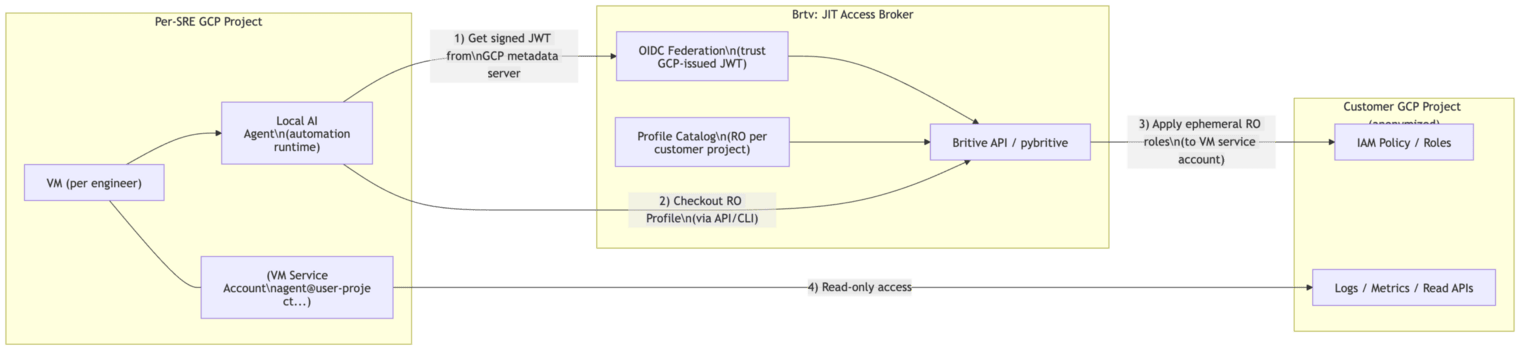 Per-SRE GCP Project
VM (per engineer)
Local AI
Agent\n(automation
runtime)
(VM Service
Account\nagent@user-proje
ct...)
1) Get signed JWT
from\nGCP metadata
server
Brtv: JIT Access Broker
OIDC Federation\n(trust
GCP-issued JWT)
Profile Catalog\n(RO per
customer project)
2) Checkout RO
Profile\n(via API/CLI)
Britive API / pybritive
3) Apply ephemeral RO
roles\n(to VM service
account)
4) Read-only access
Customer GCP Project
(anonymized)
IAM Policy / Roles
Logs / Metrics / Read APIs